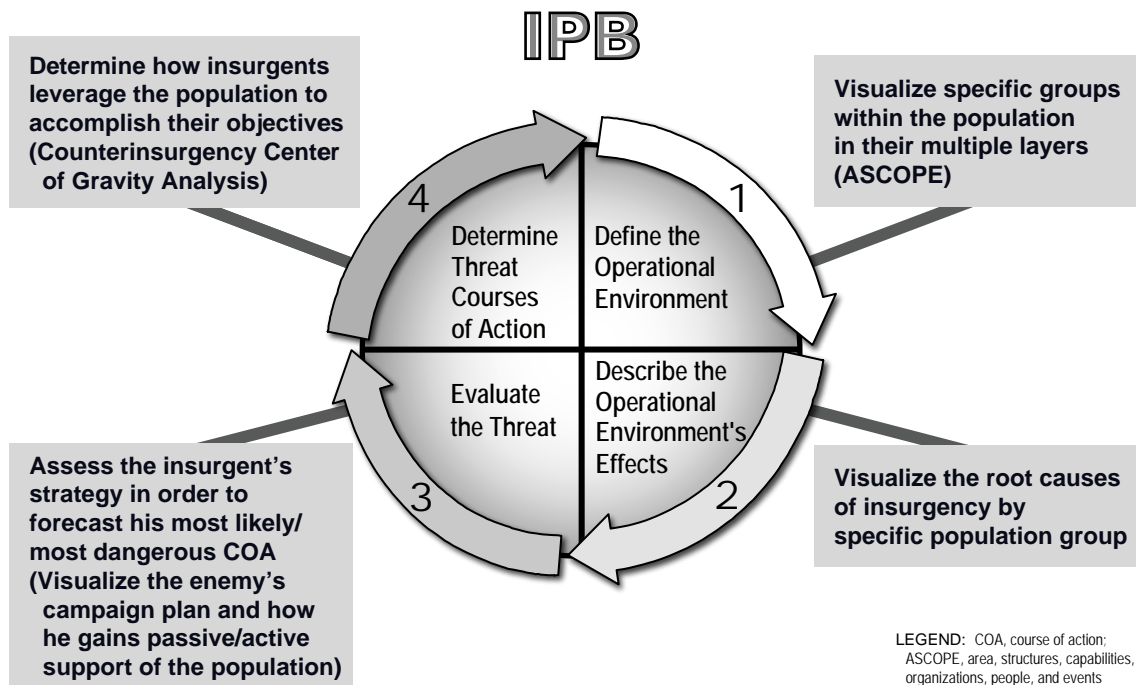 IPB
Determine how insurgents
leverage the population to
accomplish their objectives
(Counterinsurgency Center
of Gravity Analysis)
Visualize specific groups
within the population
in their multiple layers
(ASCOPE)
4
1
Determine
Threat
Courses
of Action
Define the
Operational
Environment
Evaluate
the Threat
Describe the
Operational
Environment's
Effects
3
2
Assess the insurgent’s
strategy in order to
forecast his most likely/
most dangerous COA
(Visualize the enemy’s
campaign plan and how
he gains passive/active
support of the population)
Visualize the root causes
of insurgency by
specific population group
LEGEND: COA, course of action;
ASCOPE, area, structures, capabilities,
organizations, people, and events